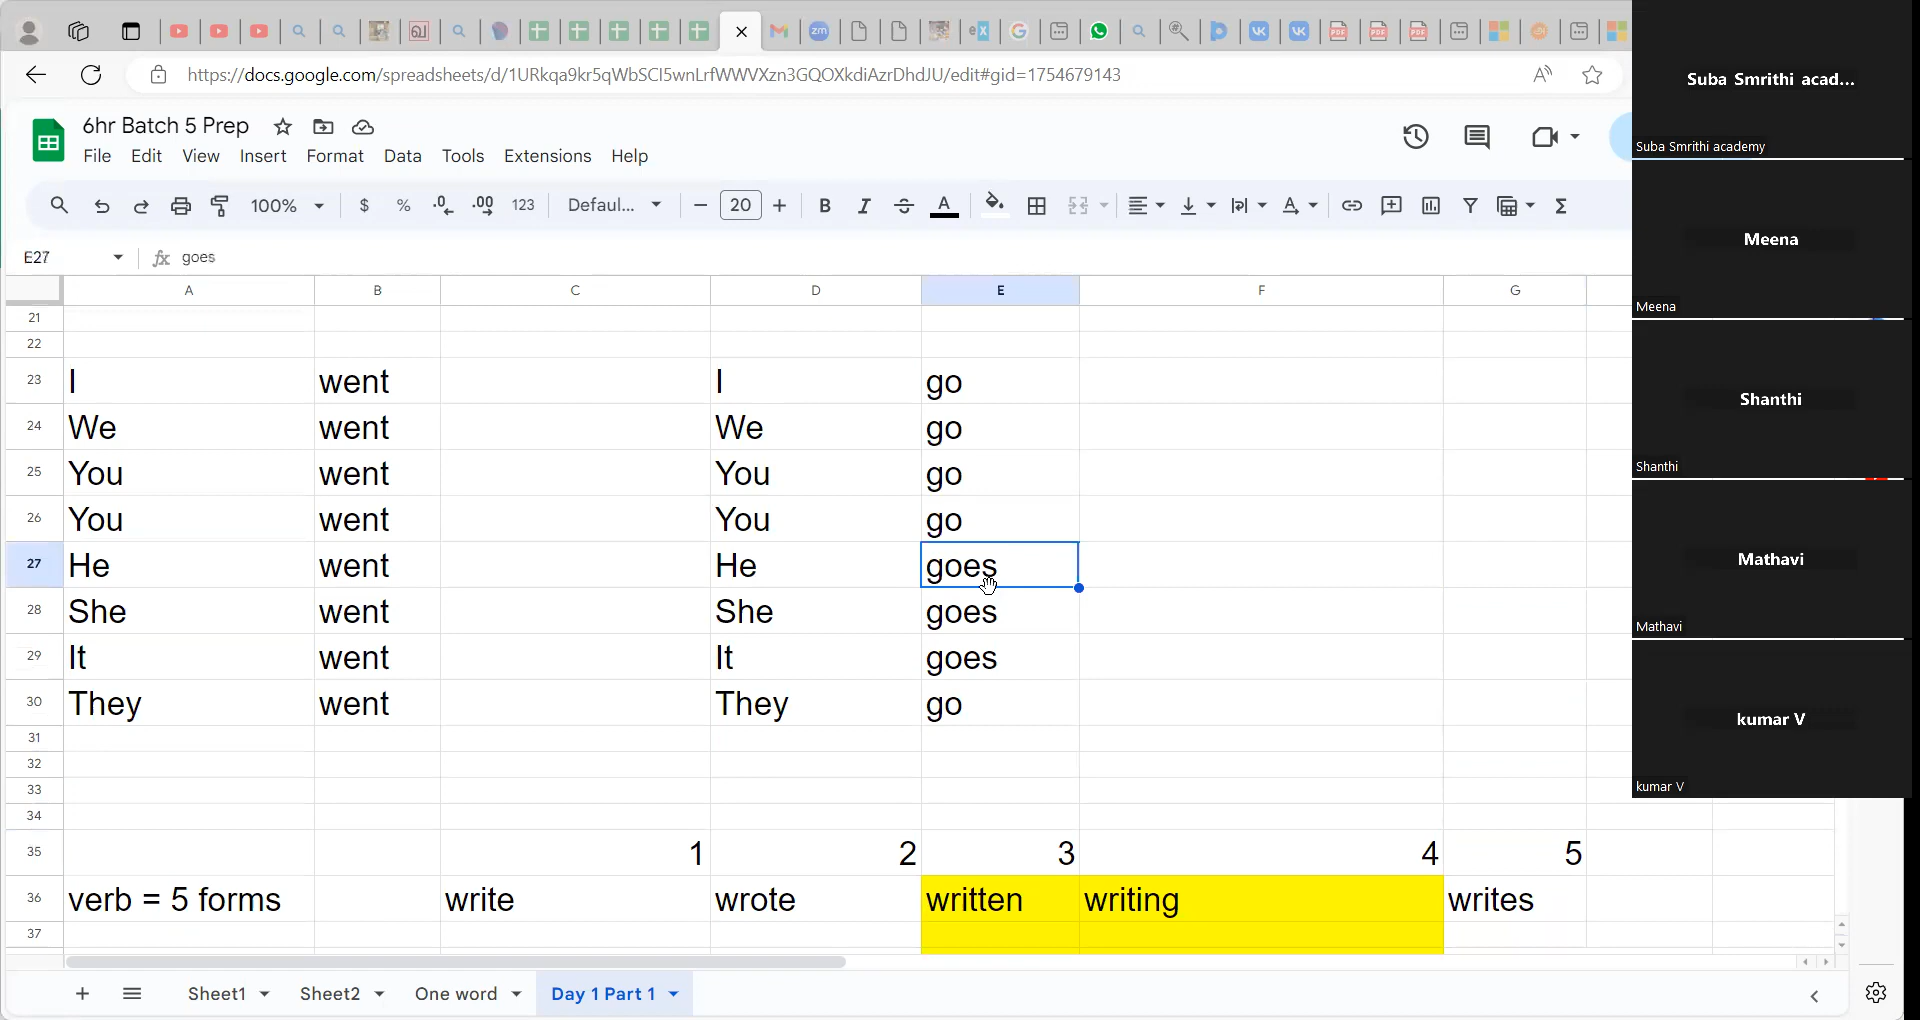 https://docs.google.com/spreadsheets/d/1URkqa9kr5qWbSCI5wnLrfWWVXzn3GQOXkdiAzrDhdJU/edit#gid=1754679143
6hr Batch 5 Prep
File Edit View Insert Format Data Tools Extensions Help
100% $ % .0 .00 123 Defaul... 20 B I A
E27 fx goes
A B C D E F G
21
22
23 I went I go
24 We went We go
25 You went You go
26 You went You go
27 He went He goes
28 She went She goes
29 It went It goes
30 They went They go
31
32
33
34
35 1 2 3 4 5
36 verb = 5 forms write wrote written writing writes
37
Sheet1 Sheet2 One word Day 1 Part 1
Suba Smrithi acad...
Suba Smrithi academy
Meena
Meena
Shanthi
Shanthi
Mathavi
Mathavi
kumar V
kumar V